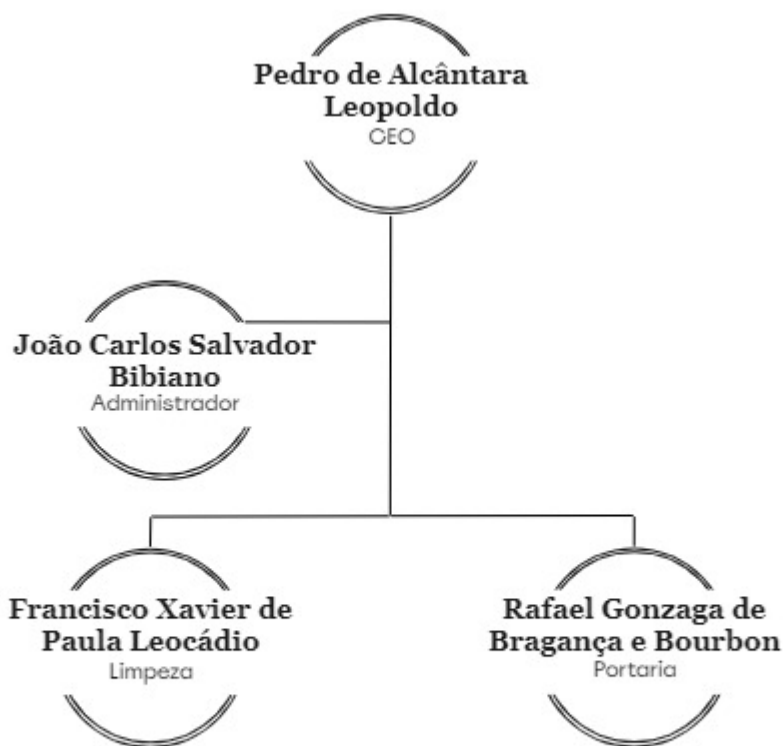 Pedro de Alcântara
Leopoldo
CEO
João Carlos Salvador
Bibiano
Administrador
Francisco Xavier de
Paula Leocádio
Limpeza
Rafael Gonzaga de
Bragança e Bourbon
Portaria